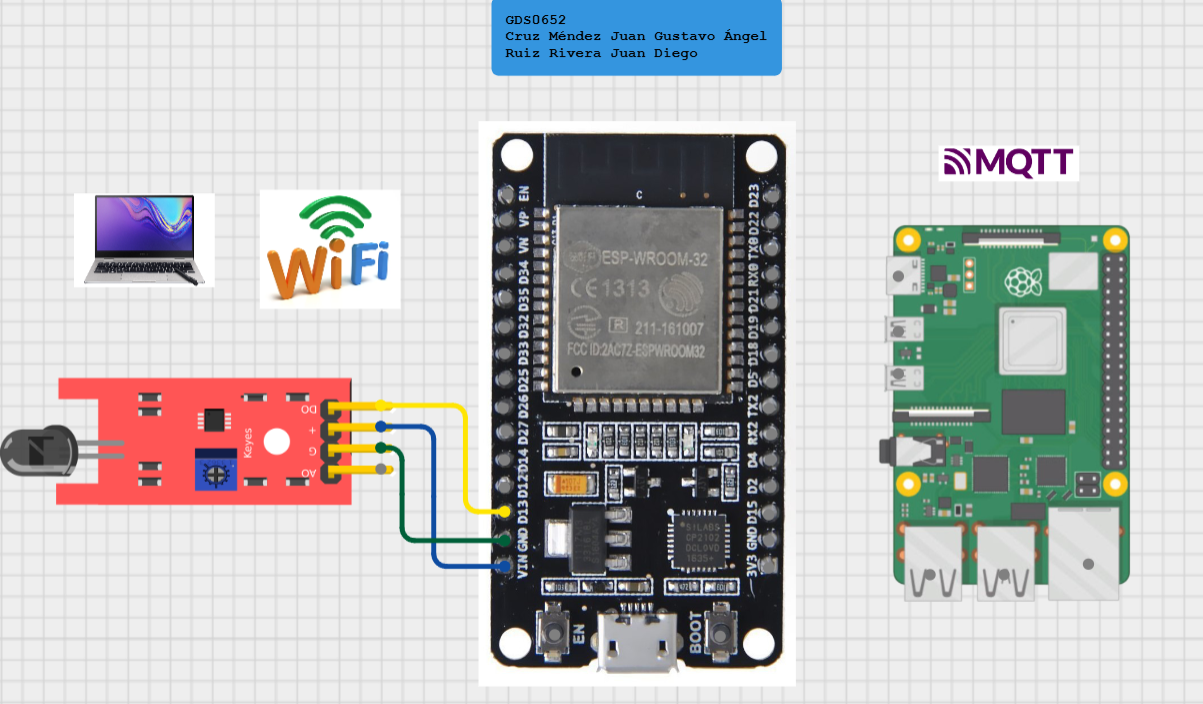 GDS0652
Cruz Méndez Juan Gustavo Ángel
Ruiz Rivera Juan Diego
MQTT
WiFi
ESP-WROOM-32
CE1313
R 211-161007
FCC ID:2AC7Z-ESPWROOM32
C
EN
VP
VN
D34
D35
D32
D33
D25
D26
D27
D14
D12
D13
GND
VIN
D23
D22
TX0
RX0
D21
D19
D18
D5
TX2
RX2
D4
D2
D15
GND
3V3
SILABS
CP2102
EN
BOOT
Keyes
DO
+
G
AO